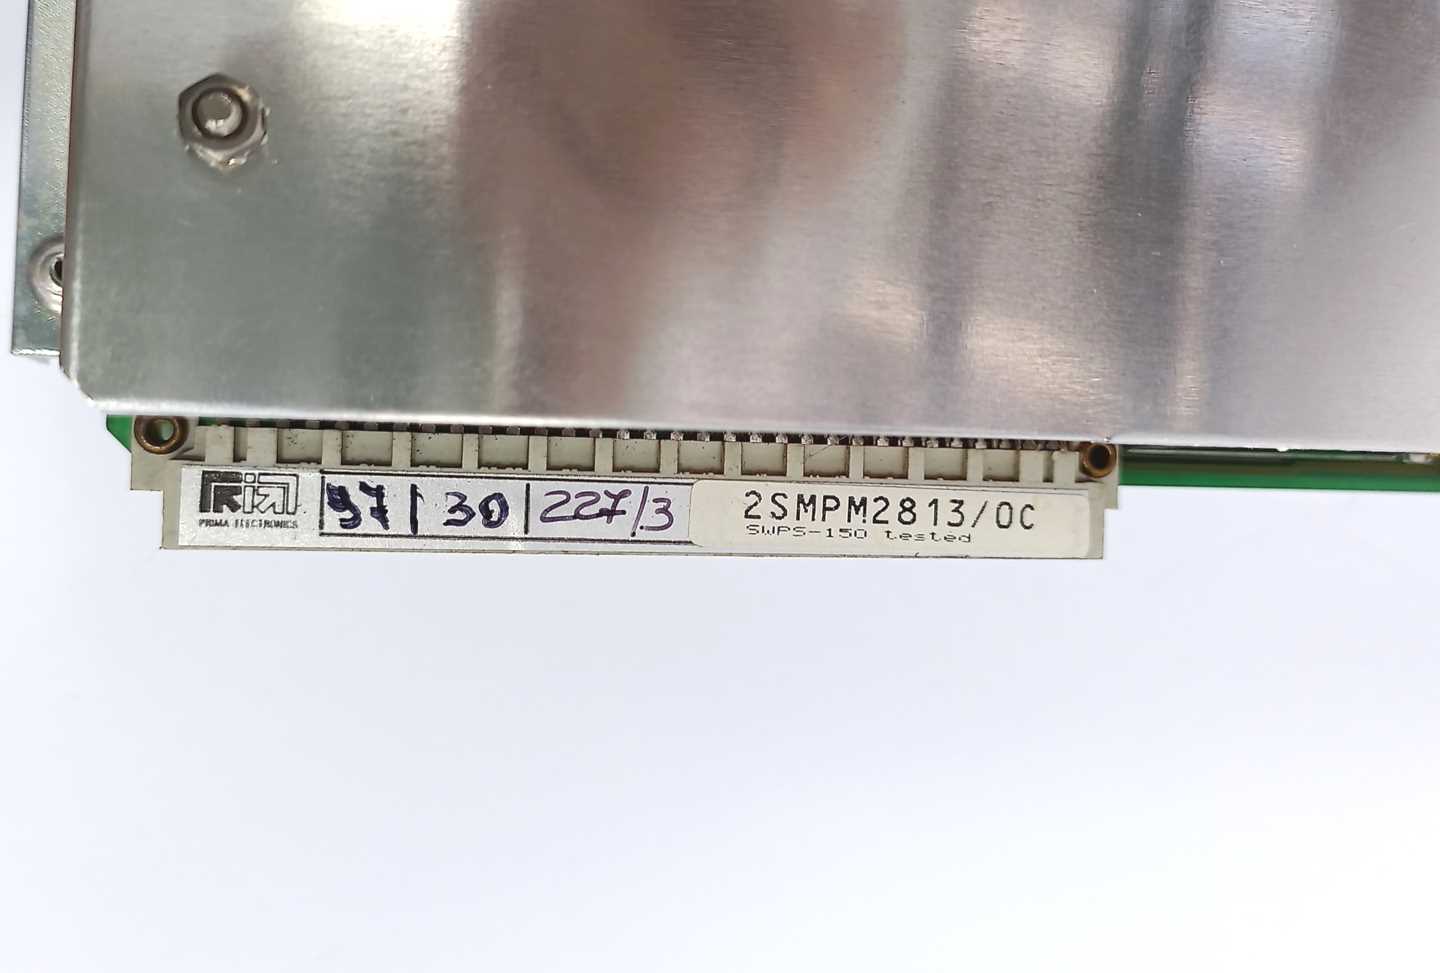 PRIMA ELECTRONICS
97 | 30 | 227/3
2SMPM2813/0C
SWPS-150 tested